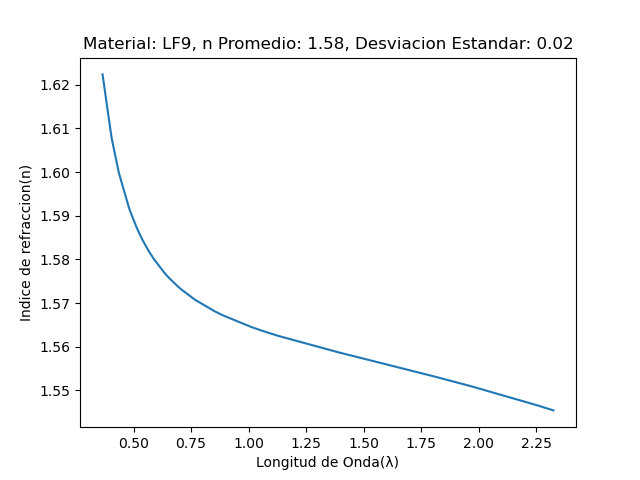 Material: LF9, n Promedio: 1.58, Desviacion Estandar: 0.02
Indice de refraccion(n)
1.62
1.61
1.60
1.59
1.58
1.57
1.56
1.55
0.50 0.75 1.00 1.25 1.50 1.75 2.00 2.25
Longitud de Onda(λ)